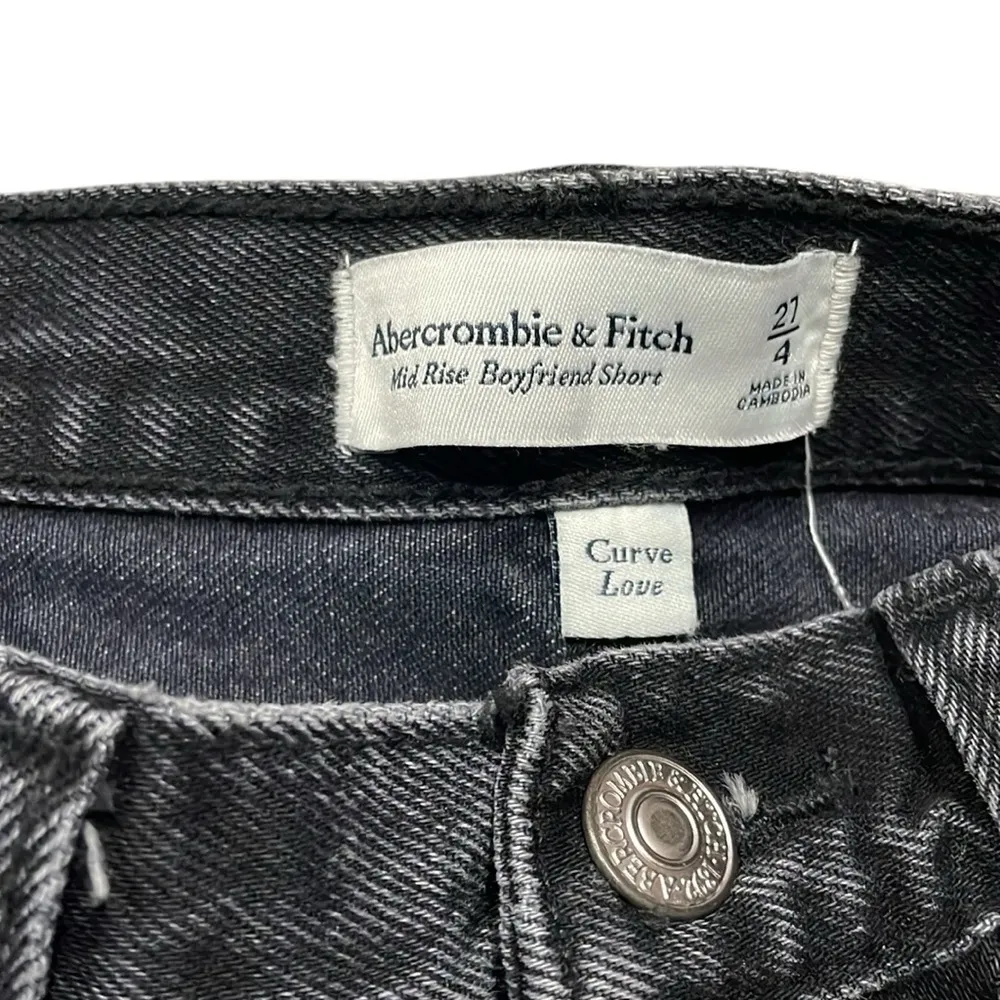 Abercrombie & Fitch
Mid Rise Boyfriend Short
27
4
MADE IN
CAMBODIA
Curve
Love
ABERCROMBIE & FITCH